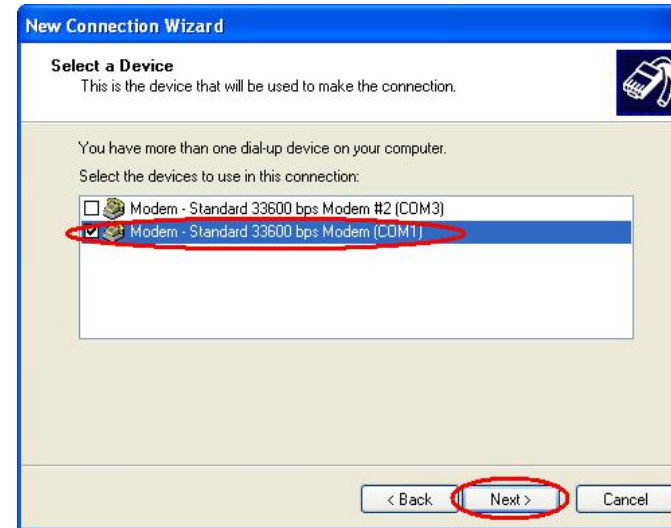 New Connection Wizard
Select a Device
This is the device that will be used to make the connection.
You have more than one dial-up device on your computer.
Select the devices to use in this connection:
Modem - Standard 33600 bps Modem #2 (COM3)
Modem - Standard 33600 bps Modem (COM1)
< Back Next > Cancel